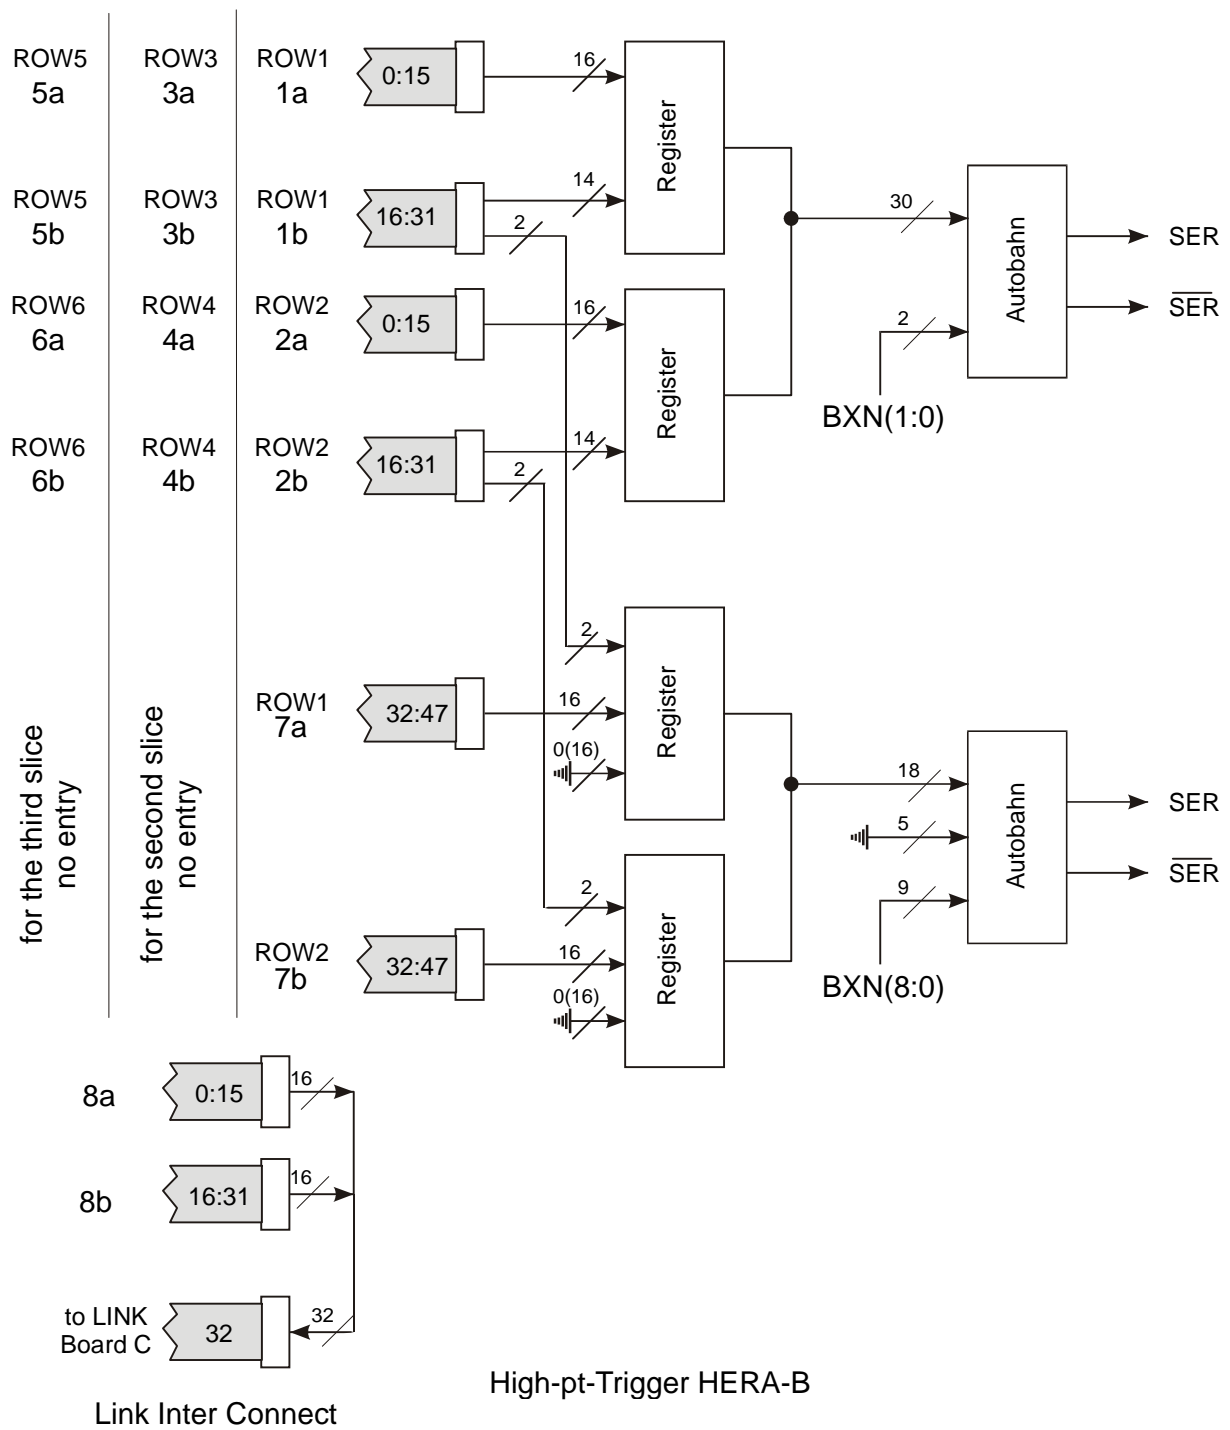 ROW5 ROW3 ROW1
5a 3a 1a
0:15
16
Register
ROW5 ROW3 ROW1
5b 3b 1b
16:31
14
2
30
Autobahn
SER
SER
2
BXN(1:0)
ROW6 ROW4 ROW2
6a 4a 2a
0:15
16
Register
ROW6 ROW4 ROW2
6b 4b 2b
16:31
14
2
for the third slice
no entry
for the second slice
no entry
2
ROW1
7a
32:47
16
0(16)
Register
18
5
9
Autobahn
SER
SER
BXN(8:0)
2
ROW2
7b
32:47
16
0(16)
Register
8a
0:15
16
8b
16:31
16
to LINK
Board C
32
32
High-pt-Trigger HERA-B
Link Inter Connect